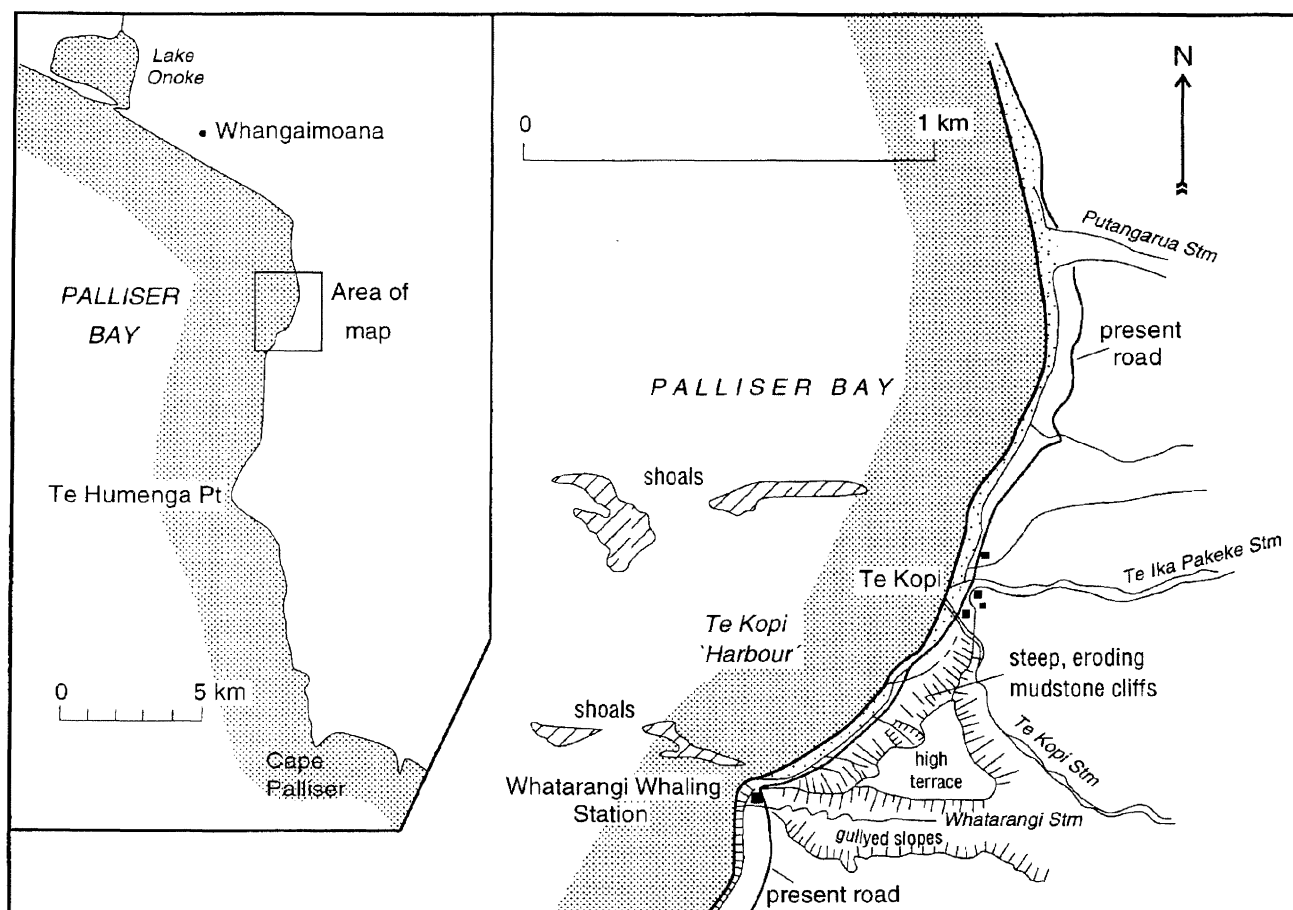 Lake
Onoke
Whangaimoana
PALLISER
BAY
Area of
map
Te Humenga Pt
0 5 km
Cape
Palliser
N
0 1 km
Putangarua Stm
present
road
PALLISER BAY
shoals
Te Kopi
Te Ika Pakeke Stm
Te Kopi
'Harbour'
steep, eroding
mudstone cliffs
shoals
Te Kopi Stm
high
terrace
Whatarangi Whaling
Station
Whatarangi Stm
gullyed slopes
present road